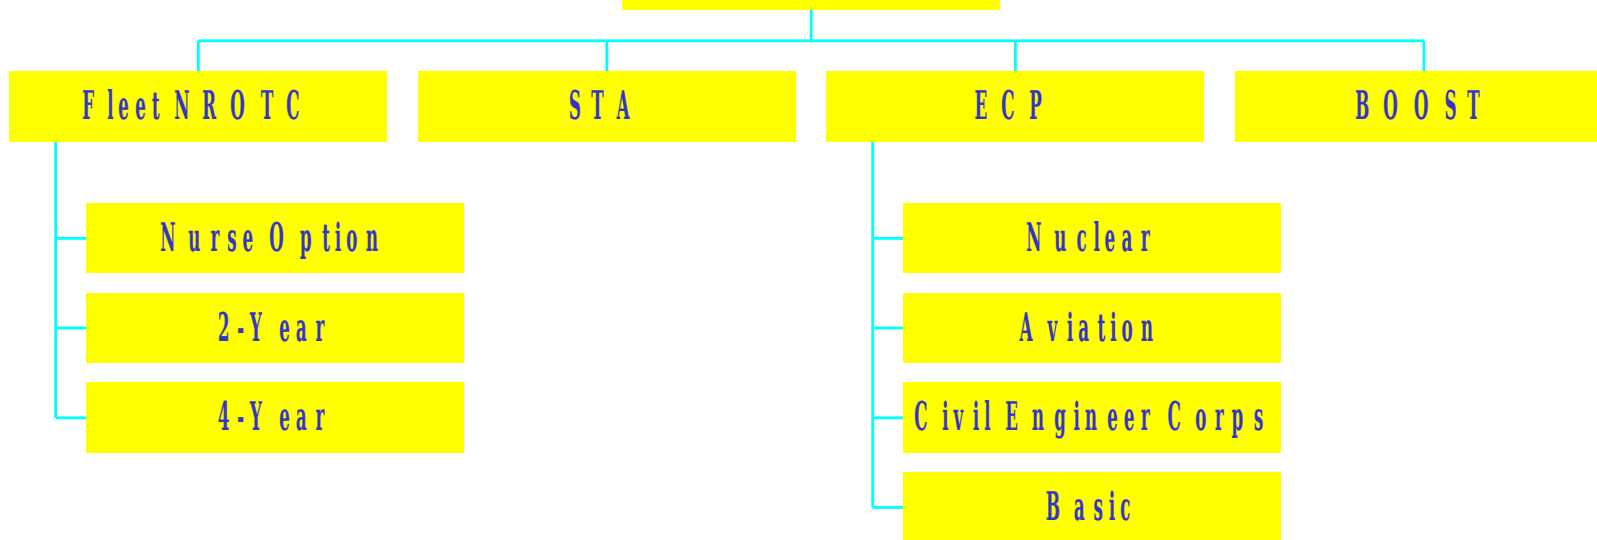 Fleet NROTC
STA
ECP
BOOST
Nurse Option
2-Year
4-Year
Nuclear
Aviation
Civil Engineer Corps
Basic